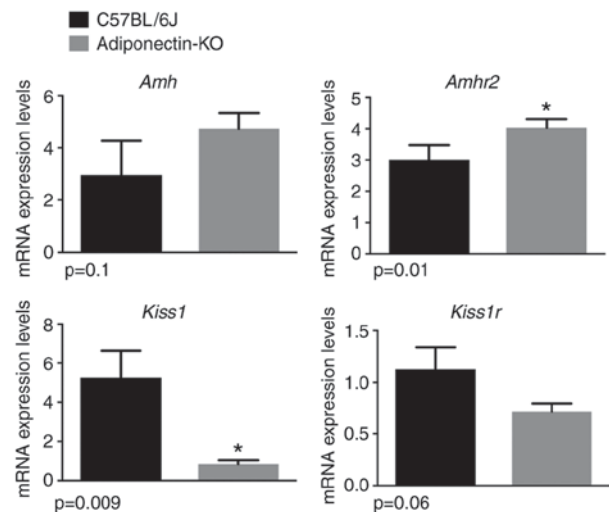 C57BL/6J
Adiponectin-KO
Amh
mRNA expression levels
6
4
2
0
p=0.1
Amhr2
mRNA expression levels
5
4
3
2
1
0
*
p=0.01
Kiss1
mRNA expression levels
8
6
4
2
0
*
p=0.009
Kiss1r
mRNA expression levels
1.5
1.0
0.5
0.0
p=0.06